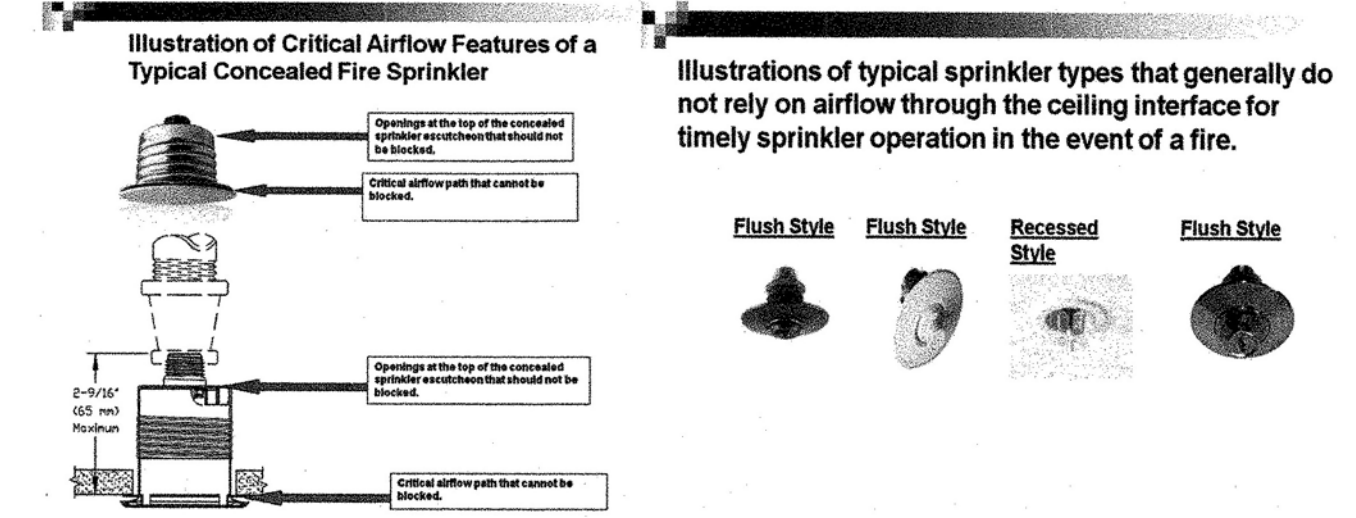 Illustration of Critical Airflow Features of a
Typical Concealed Fire Sprinkler
Openings at the top of the concealed
sprinkler escutcheon that should not
be blocked.
Critical airflow path that cannot be
blocked.
2-9/16"
(65 mm)
Maximum
Openings at the top of the concealed
sprinkler escutcheon that should not be
blocked.
Critical airflow path that cannot be
blocked.
Illustrations of typical sprinkler types that generally do
not rely on airflow through the ceiling interface for
timely sprinkler operation in the event of a fire.
Flush Style
Flush Style
Recessed
Style
Flush Style